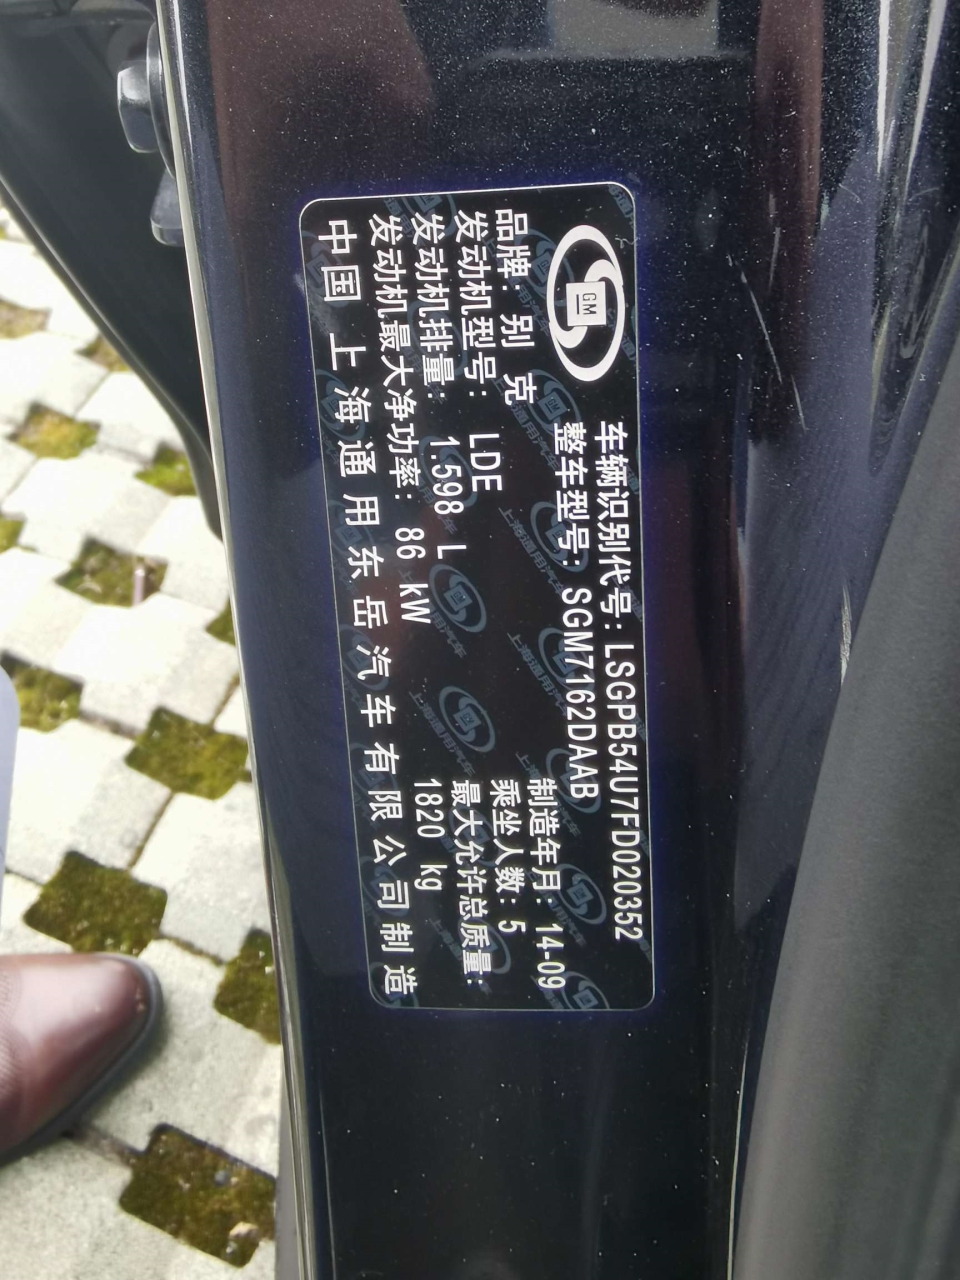 GM
车辆识别代号: LSGPB54U7FD020352
整车型号: SGM7162DAAB
品牌: 别 克
制造年月: 14-09
发动机型号: LDE
乘坐人数: 5
发动机排量: 1.598 L
最大允许总质量:
1820 kg
发动机最大净功率: 86 kW
中国 上海通用东岳汽车有限公司制造